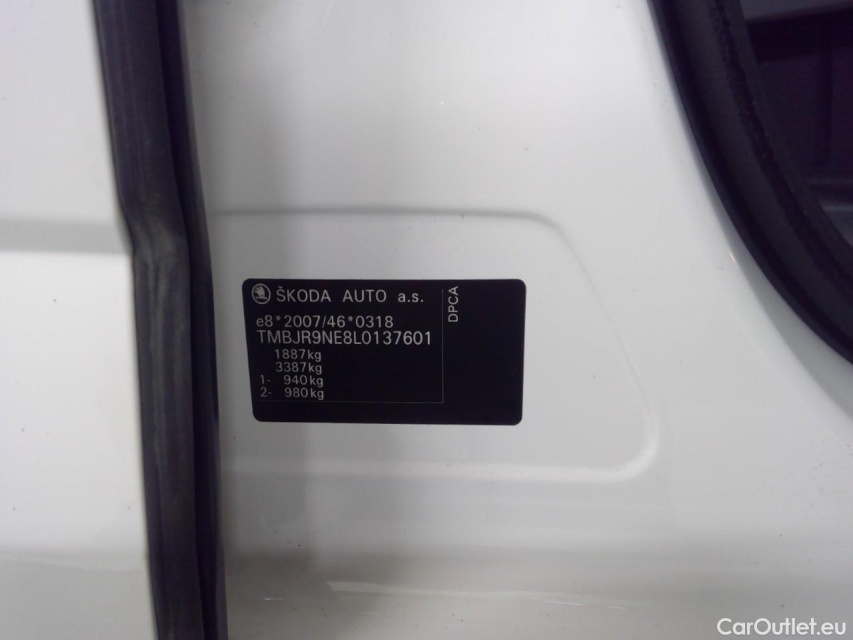 ŠKODA AUTO a.s.
DPCA
e8*2007/46*0318
TMBJR9NE8L0137601
1887kg
3387kg
1- 940kg
2- 980kg
CarOutlet.eu